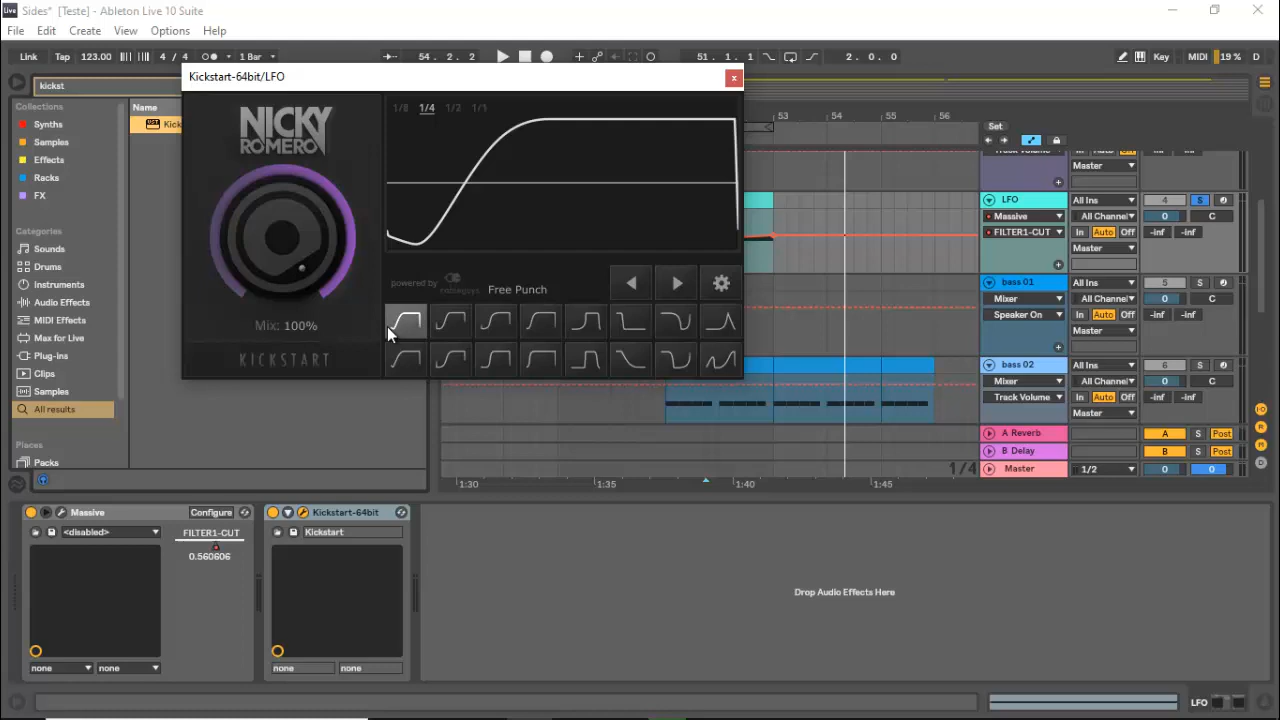 Live Sides* [Teste] - Ableton Live 10 Suite
File Edit Create View Options Help
Link Tap 123.00 4 / 4 1 Bar 54. 2. 2 51. 1. 1 2. 0. 0 Key MIDI 19 % D
kickst
Kickstart-64bit/LFO x
Collections
Synths
Samples
Effects
Racks
FX
Categories
Sounds
Drums
Instruments
Audio Effects
MIDI Effects
Max for Live
Plug-ins
Clips
Samples
All results
Places
Packs
Name
Kick
NICKY
ROMERO
1/8 1/4 1/2 1/1
powered by
Free Punch
Mix: 100%
KICKSTART
53 54 55 56
Set
Track Volume In Auto Off
Master
LFO All Ins 4 S
Massive All Channel 0 C
FILTER1-CUT In Auto Off -inf -inf
Master
bass 01 All Ins 5 S
Mixer All Channel 0 C
Speaker On In Auto Off -inf -inf
Master
bass 02 All Ins 6 S
Mixer All Channel 0 C
Track Volume In Auto Off -inf -inf
Master
A Reverb A S Post
B Delay B S Post
1/4 Master 1/2 0 0
1:30 1:35 1:40 1:45
Massive Configure
<disabled> FILTER1-CUT
0.560606
none none
Kickstart-64bit
Kickstart
none none
Drop Audio Effects Here
LFO